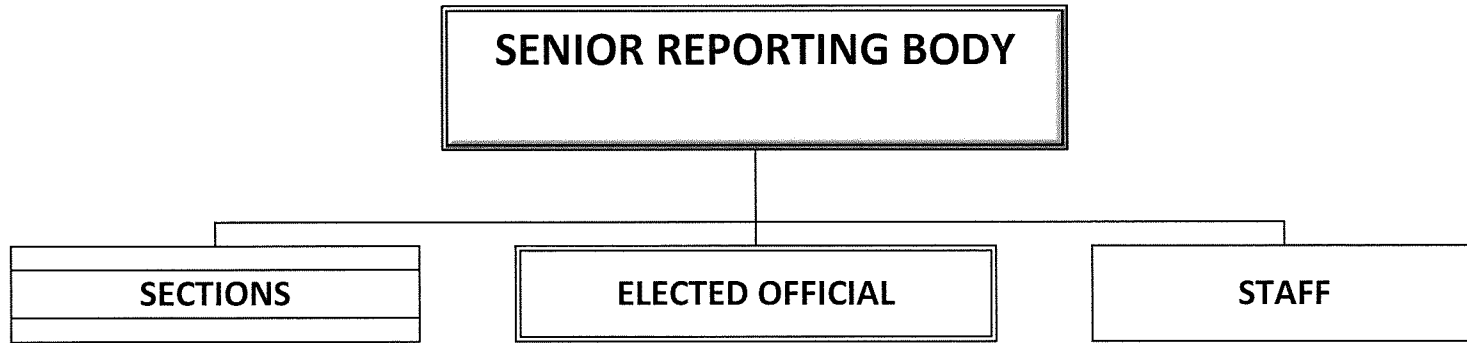 SENIOR REPORTING BODY
SECTIONS
ELECTED OFFICIAL
STAFF